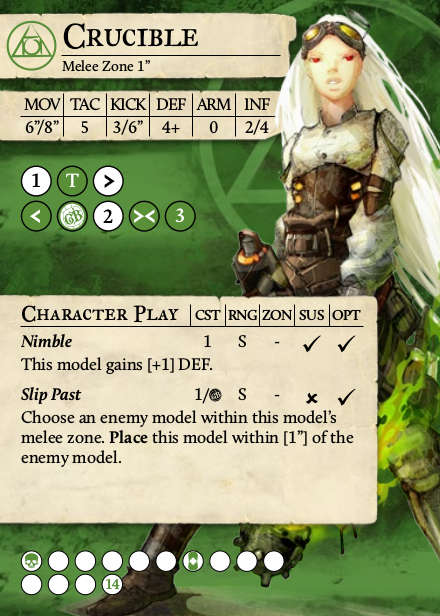 CRUCIBLE
Melee Zone 1”
MOV TAC KICK DEF ARM INF
6”/8” 5 3/6” 4+ 0 2/4
1 T >
< GB 2 >< 3
CHARACTER PLAY CST RNG ZON SUS OPT
Nimble 1 S - ✓ ✓
This model gains [+1] DEF.
Slip Past 1/ S - ✗ ✓
Choose an enemy model within this model’s
melee zone. Place this model within [1”] of the
enemy model.
14